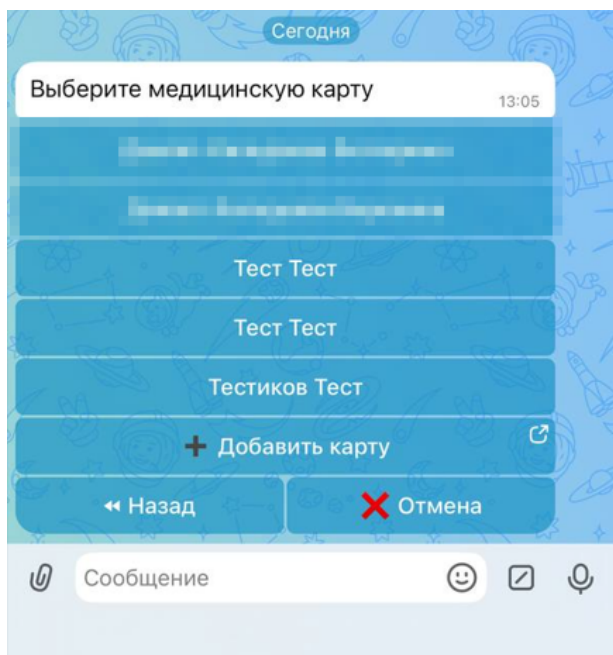 Сегодня
Выберите медицинскую карту
13:05
Тест Тест
Тест Тест
Тестиков Тест
➕ Добавить карту
◂◂ Назад
❌ Отмена
Сообщение